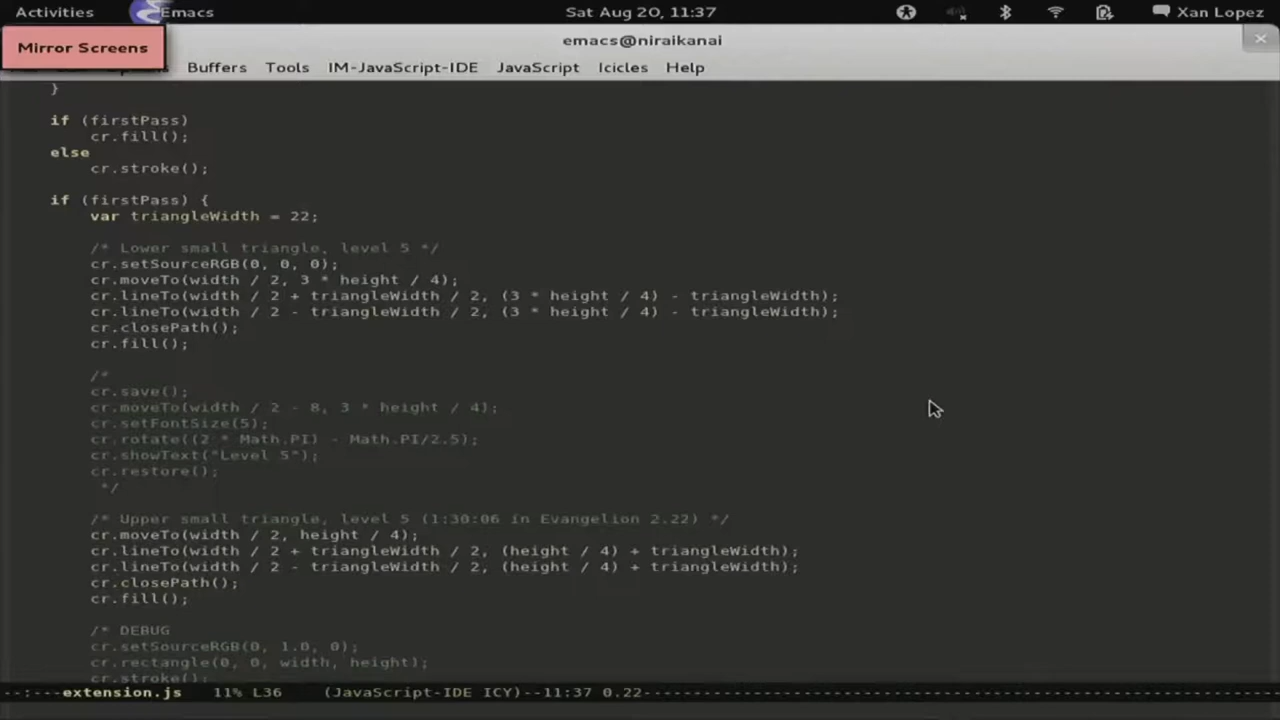 Activities Emacs Sat Aug 20, 11:37 Xan Lopez
Mirror Screens
emacs@niraikanai
Buffers Tools IM-JavaScript-IDE JavaScript Icicles Help
}
if (firstPass)
cr.fill();
else
cr.stroke();
if (firstPass) {
var triangleWidth = 22;
/* Lower small triangle, level 5 */
cr.setSourceRGB(0, 0, 0);
cr.moveTo(width / 2, 3 * height / 4);
cr.lineTo(width / 2 + triangleWidth / 2, (3 * height / 4) - triangleWidth);
cr.lineTo(width / 2 - triangleWidth / 2, (3 * height / 4) - triangleWidth);
cr.closePath();
cr.fill();
/*
cr.save();
cr.moveTo(width / 2 - 8, 3 * height / 4);
cr.setFontSize(5);
cr.rotate((2 * Math.PI) - Math.PI/2.5);
cr.showText("Level 5");
cr.restore();
*/
/* Upper small triangle, level 5 (1:30:06 in Evangelion 2.22) */
cr.moveTo(width / 2, height / 4);
cr.lineTo(width / 2 + triangleWidth / 2, (height / 4) + triangleWidth);
cr.lineTo(width / 2 - triangleWidth / 2, (height / 4) + triangleWidth);
cr.closePath();
cr.fill();
/* DEBUG
cr.setSourceRGB(0, 1.0, 0);
cr.rectangle(0, 0, width, height);
cr.stroke();
--:---extension.js 11% L36 (JavaScript-IDE ICY)--11:37 0.22---